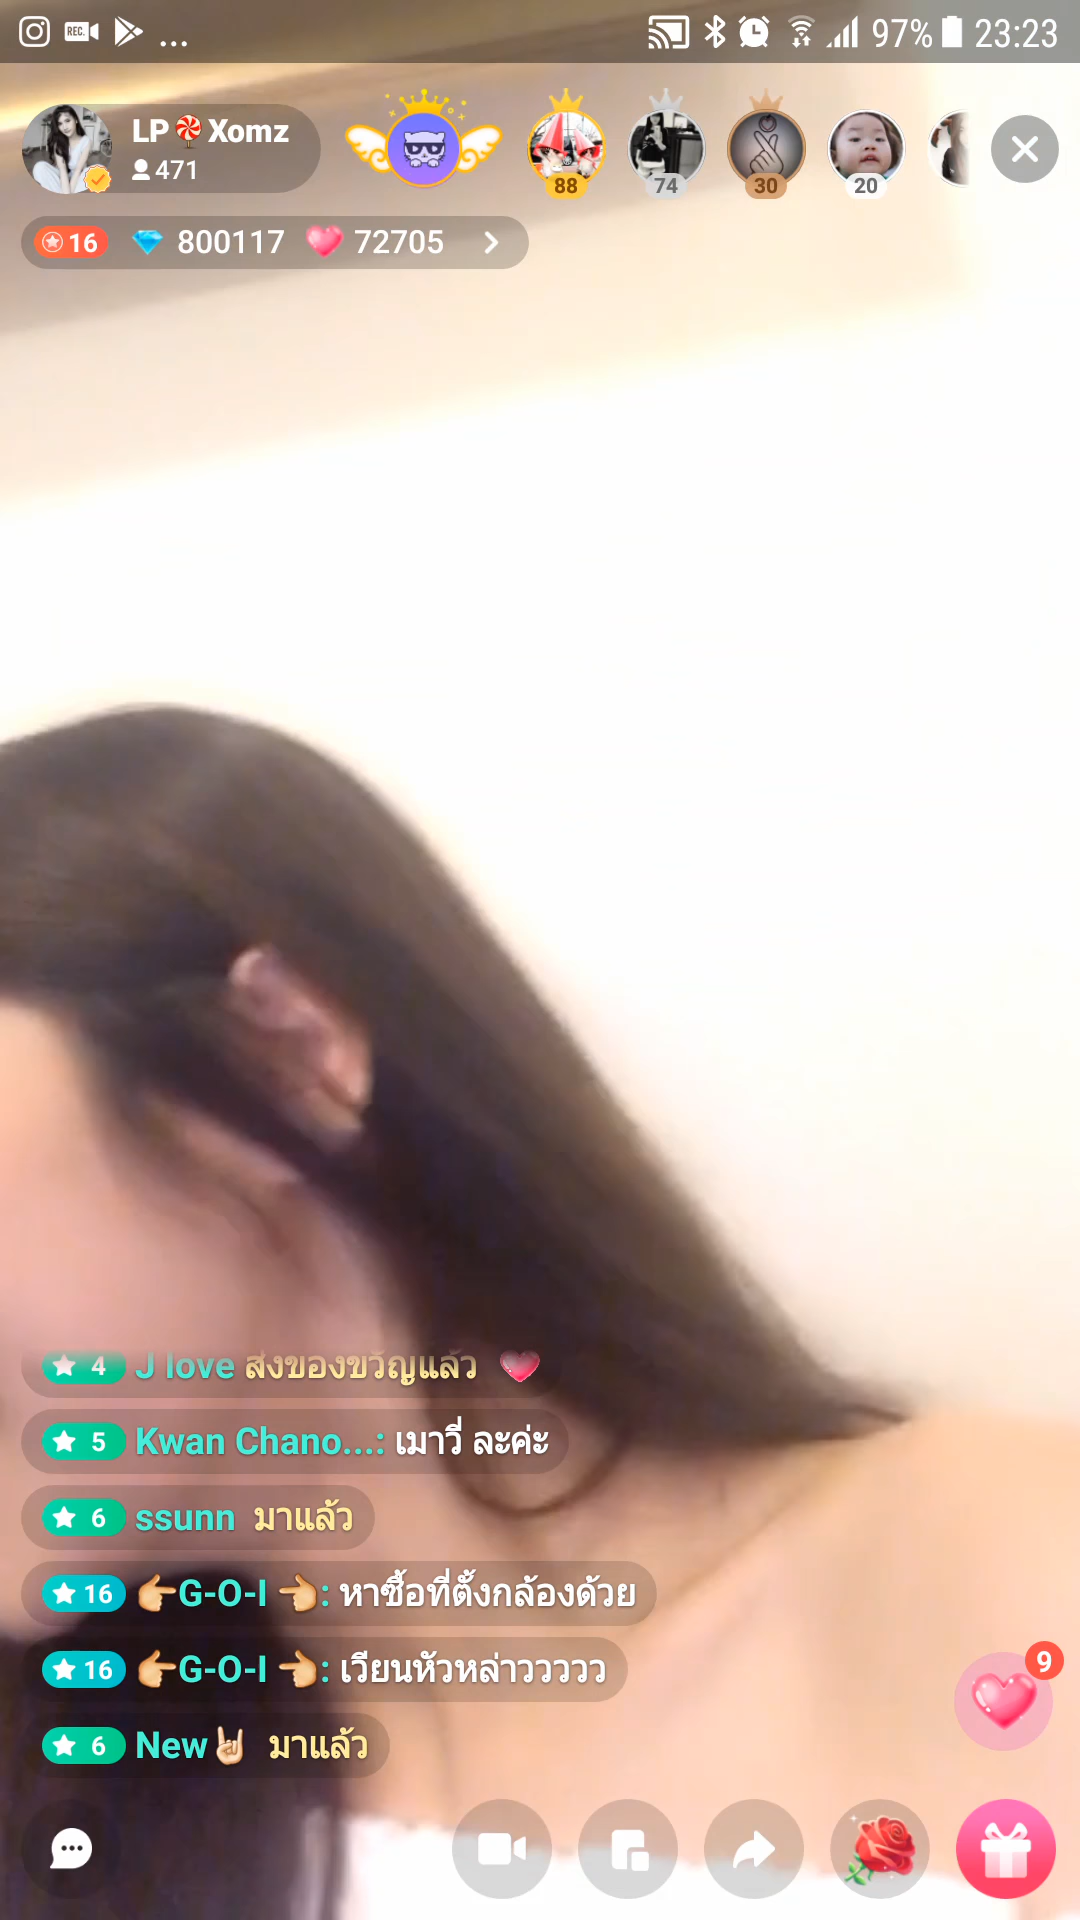 REC.
97% 23:23
LP🍭Xomz
471
88
74
30
20
16 800117 72705
4 J love ส่งของขวัญแล้ว
5 Kwan Chano...: เมาวี่ ละค่ะ
6 ssunn มาแล้ว
16 👉G-O-I 👈: หาซื้อที่ตั้งกล้องด้วย
16 👉G-O-I 👈: เวียนหัวหล่าววววว
9
6 New🤘🏻 มาแล้ว